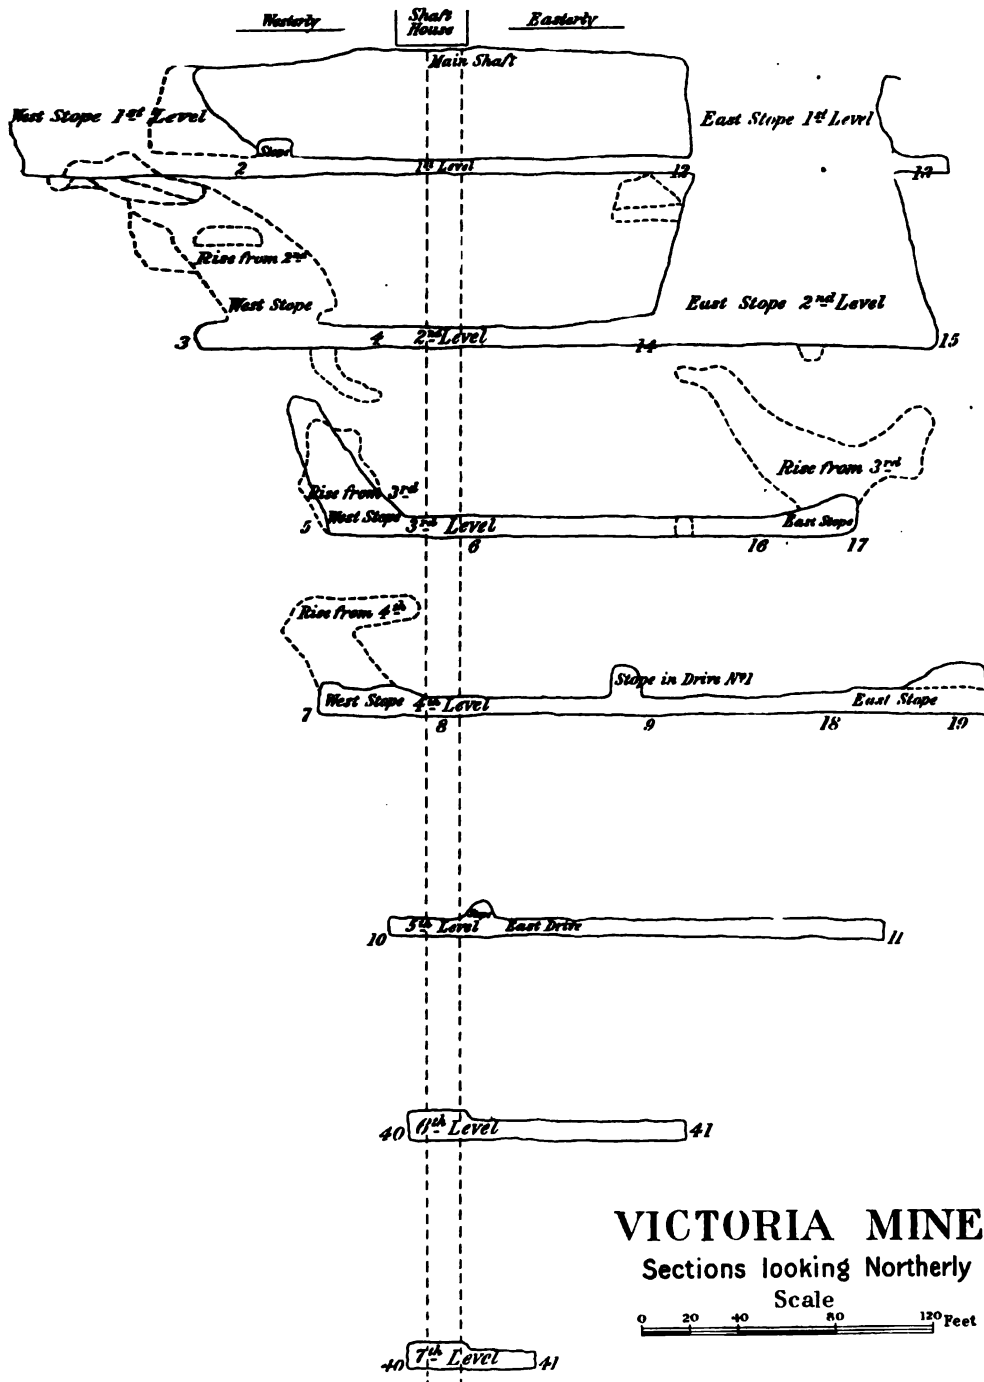 Westerly
Shaft
House
Easterly
Main Shaft
West Stope 1st Level
East Stope 1st Level
Stope
2
1st Level
12
13
Rise from 2nd
West Stope
East Stope 2nd Level
3
4
2nd Level
14
15
Rise from 3rd
Rise from 3rd
5
West Stope
3rd Level
6
16
East Stope
17
Rise from 4th
Stope in Drive No1
7
West Stope
4th Level
8
9
18
East Stope
19
Stope
10
5th Level
East Drive
11
40
6th Level
41
VICTORIA MINE
Sections looking Northerly
Scale
0 20 40 80 120 Feet
40
7th Level
41